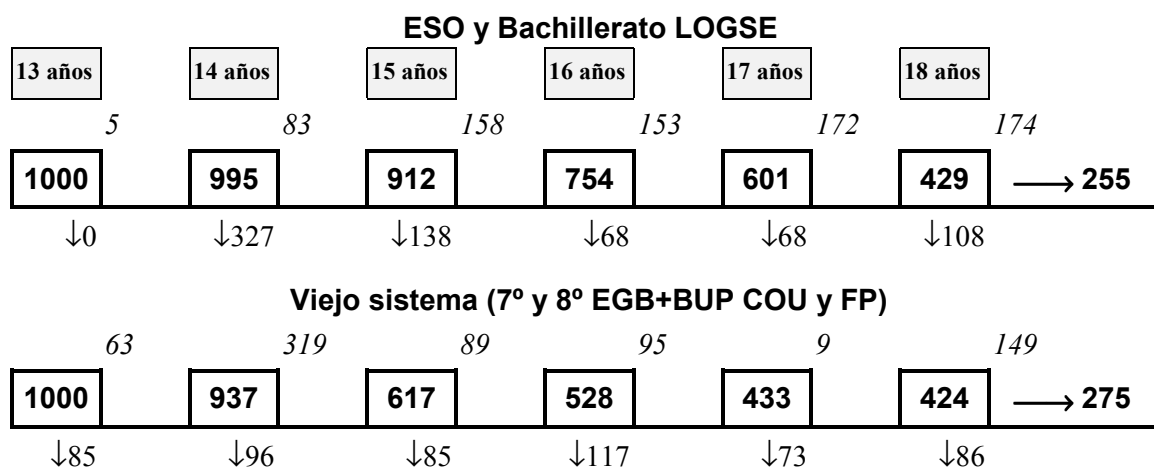 ESO y Bachillerato LOGSE
13 años 14 años 15 años 16 años 17 años 18 años
5 83 158 153 172 174
1000 995 912 754 601 429 → 255
↓0 ↓327 ↓138 ↓68 ↓68 ↓108
Viejo sistema (7º y 8º EGB+BUP COU y FP)
63 319 89 95 9 149
1000 937 617 528 433 424 → 275
↓85 ↓96 ↓85 ↓117 ↓73 ↓86